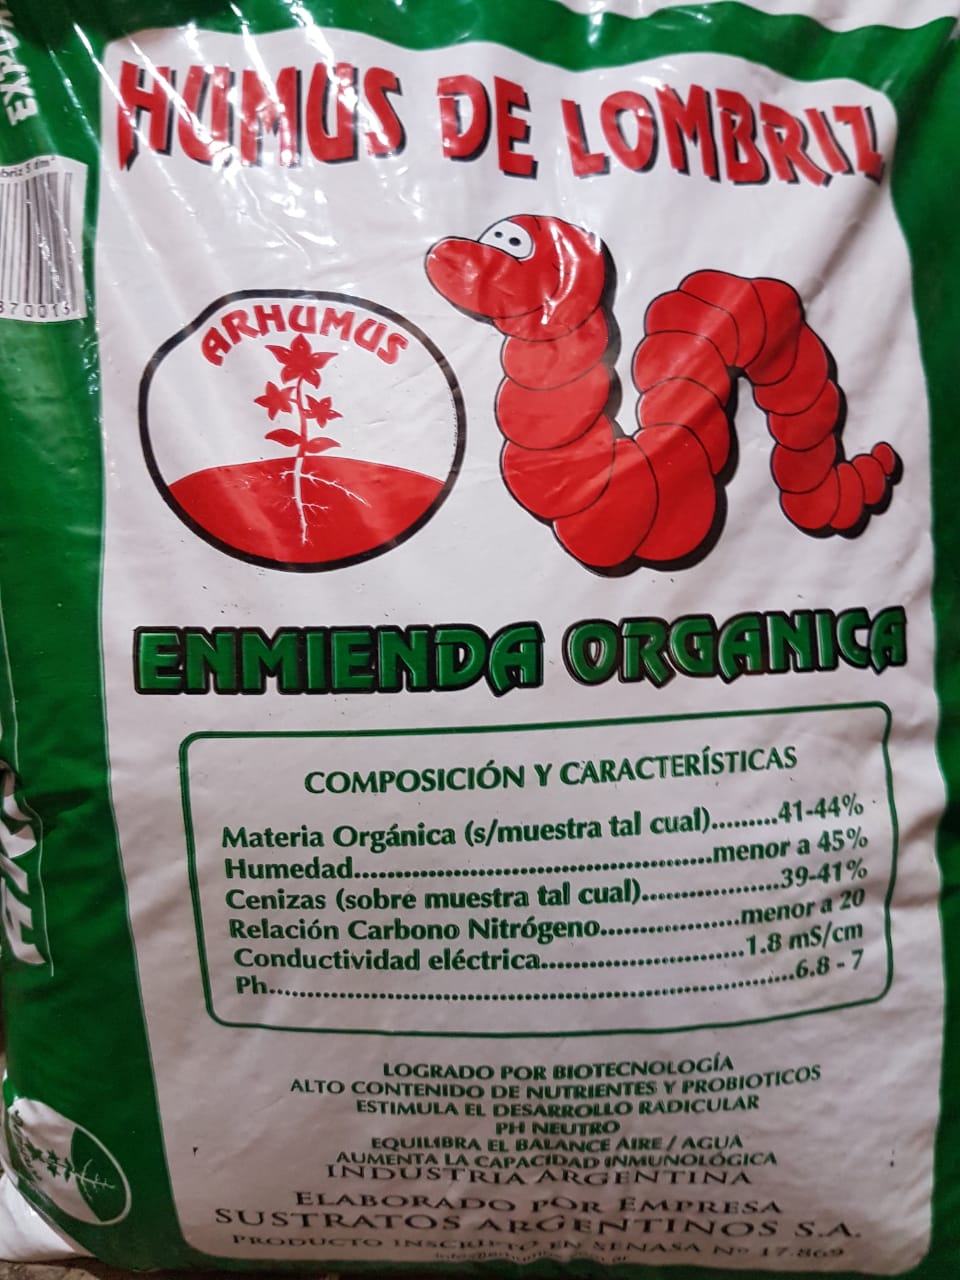 HUMUS DE LOMBRIZ
ARHUMUS
ENMIENDA ORGANICA
COMPOSICIÓN Y CARACTERÍSTICAS
Materia Orgánica (s/muestra tal cual).........41-44%
Humedad....................................................menor a 45%
Cenizas (sobre muestra tal cual)....................39-41%
Relación Carbono Nitrógeno....................menor a 20
Conductividad eléctrica.............................1.8 mS/cm
Ph............................................................................6.8 - 7
LOGRADO POR BIOTECNOLOGÍA
ALTO CONTENIDO DE NUTRIENTES Y PROBIOTICOS
ESTIMULA EL DESARROLLO RADICULAR
PH NEUTRO
EQUILIBRA EL BALANCE AIRE / AGUA
AUMENTA LA CAPACIDAD INMUNOLÓGICA
INDUSTRIA ARGENTINA
ELABORADO POR EMPRESA
SUSTRATOS ARGENTINOS S.A.
PRODUCTO INSCRIPTO EN SENASA Nº 17.869